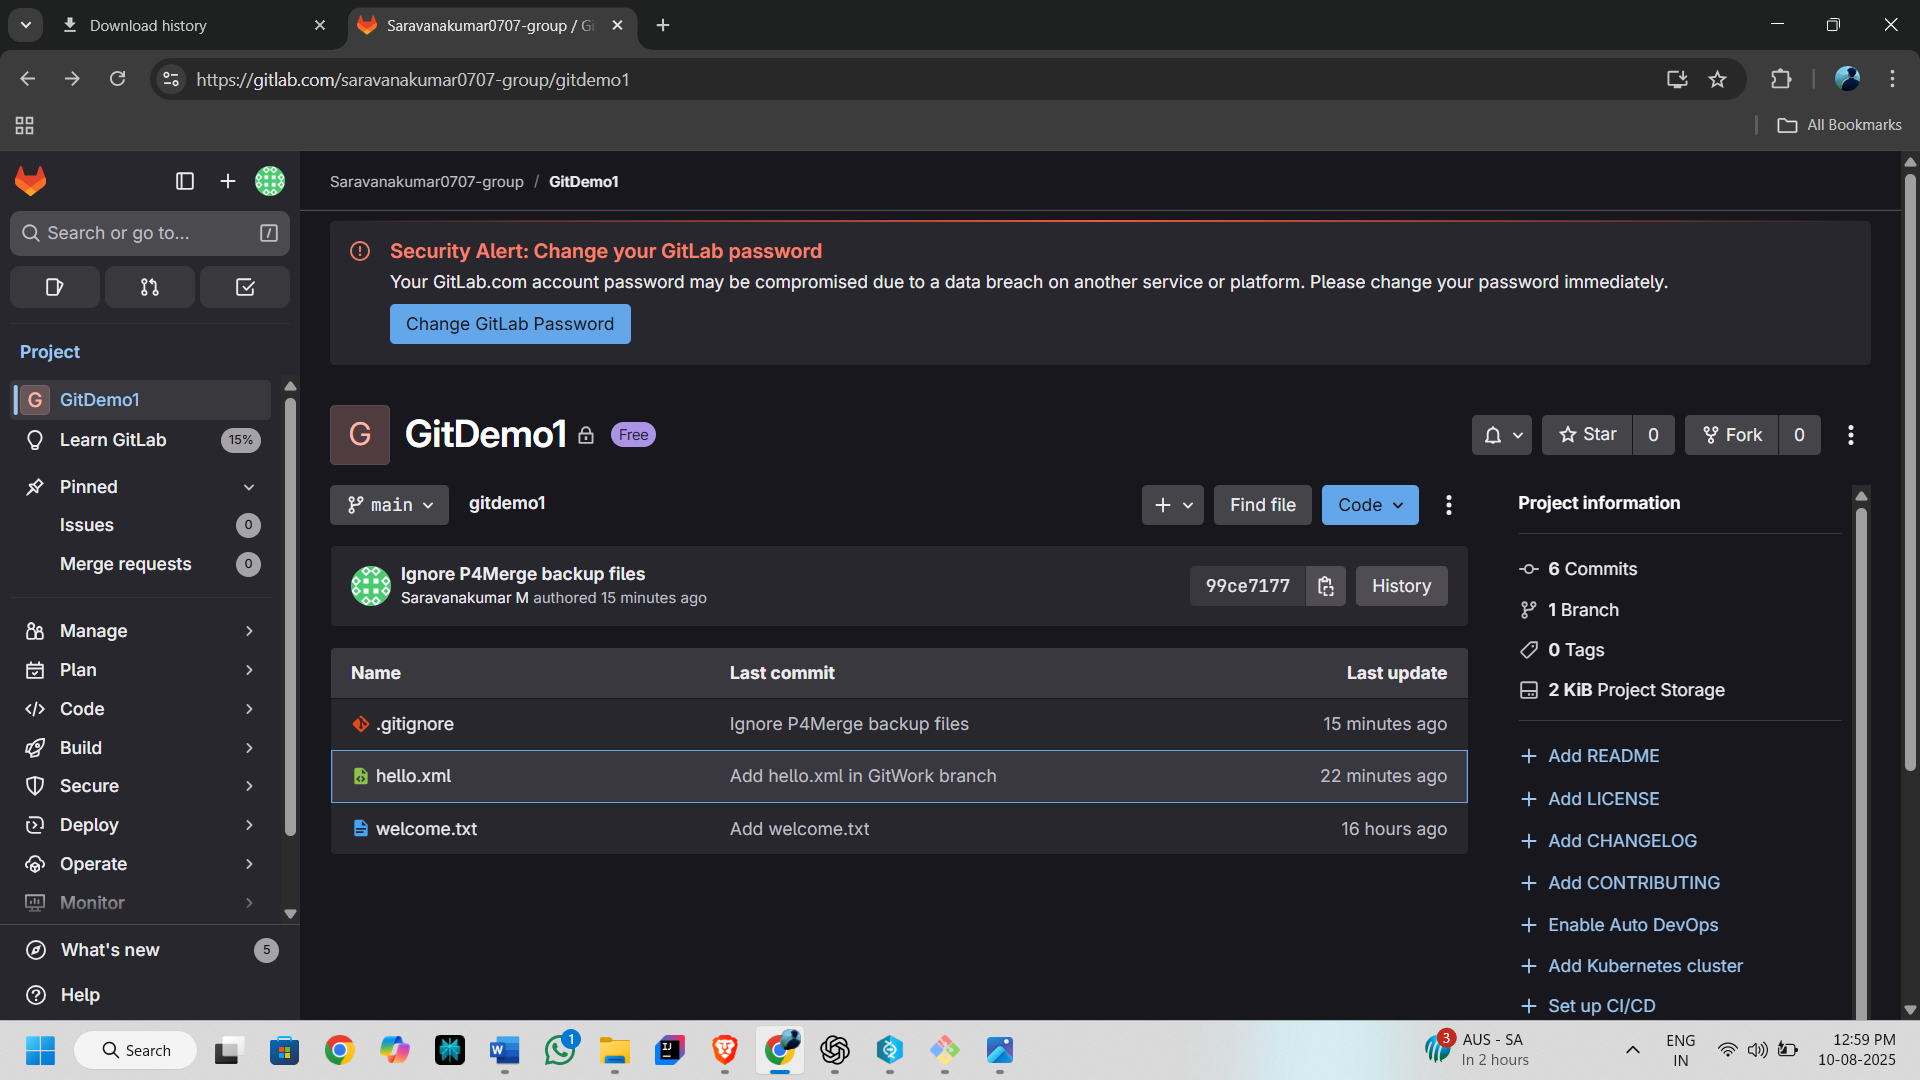 Download history
Saravanakumar0707-group / Gi
https://gitlab.com/saravanakumar0707-group/gitdemo1
All Bookmarks
Saravanakumar0707-group / GitDemo1
Search or go to... /
Security Alert: Change your GitLab password
Your GitLab.com account password may be compromised due to a data breach on another service or platform. Please change your password immediately.
Change GitLab Password
Project
G GitDemo1
Learn GitLab 15%
Pinned
Issues 0
Merge requests 0
Manage
Plan
Code
Build
Secure
Deploy
Operate
Monitor
What's new 5
Help
G GitDemo1 Free
Star 0 Fork 0
main gitdemo1 Find file Code
Ignore P4Merge backup files
Saravanakumar M authored 15 minutes ago
99ce7177 History
Name Last commit Last update
.gitignore Ignore P4Merge backup files 15 minutes ago
hello.xml Add hello.xml in GitWork branch 22 minutes ago
welcome.txt Add welcome.txt 16 hours ago
Project information
6 Commits
1 Branch
0 Tags
2 KiB Project Storage
Add README
Add LICENSE
Add CHANGELOG
Add CONTRIBUTING
Enable Auto DevOps
Add Kubernetes cluster
Set up CI/CD
Search
W
1
IJ
3
AUS - SA
In 2 hours
ENG
IN
12:59 PM
10-08-2025